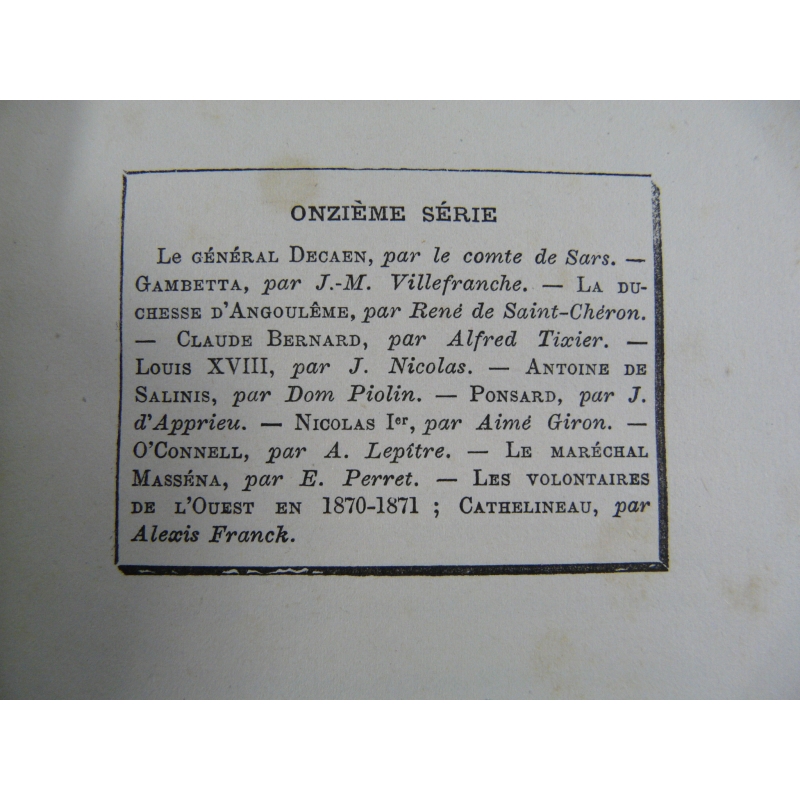 ONZIÈME SÉRIE
Le général Decaen, par le comte de Sars. —
Gambetta, par J.-M. Villefranche. — La du-
chesse d'Angoulême, par René de Saint-Chéron.
— Claude Bernard, par Alfred Tixier. —
Louis XVIII, par J. Nicolas. — Antoine de
Salinis, par Dom Piolin. — Ponsard, par J.
d'Apprieu. — Nicolas Ier, par Aimé Giron. —
O'Connell, par A. Lepître. — Le maréchal
Masséna, par E. Perret. — Les volontaires
de l'Ouest en 1870-1871 ; Cathelineau, par
Alexis Franck.